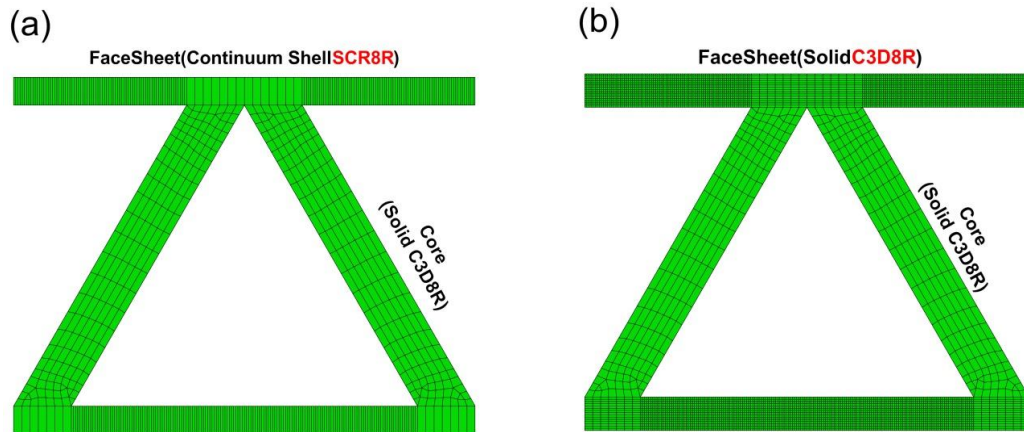 (a)
FaceSheet(Continuum ShellSCR8R)
Core
(Solid C3D8R)
(b)
FaceSheet(SolidC3D8R)
Core
(Solid C3D8R)